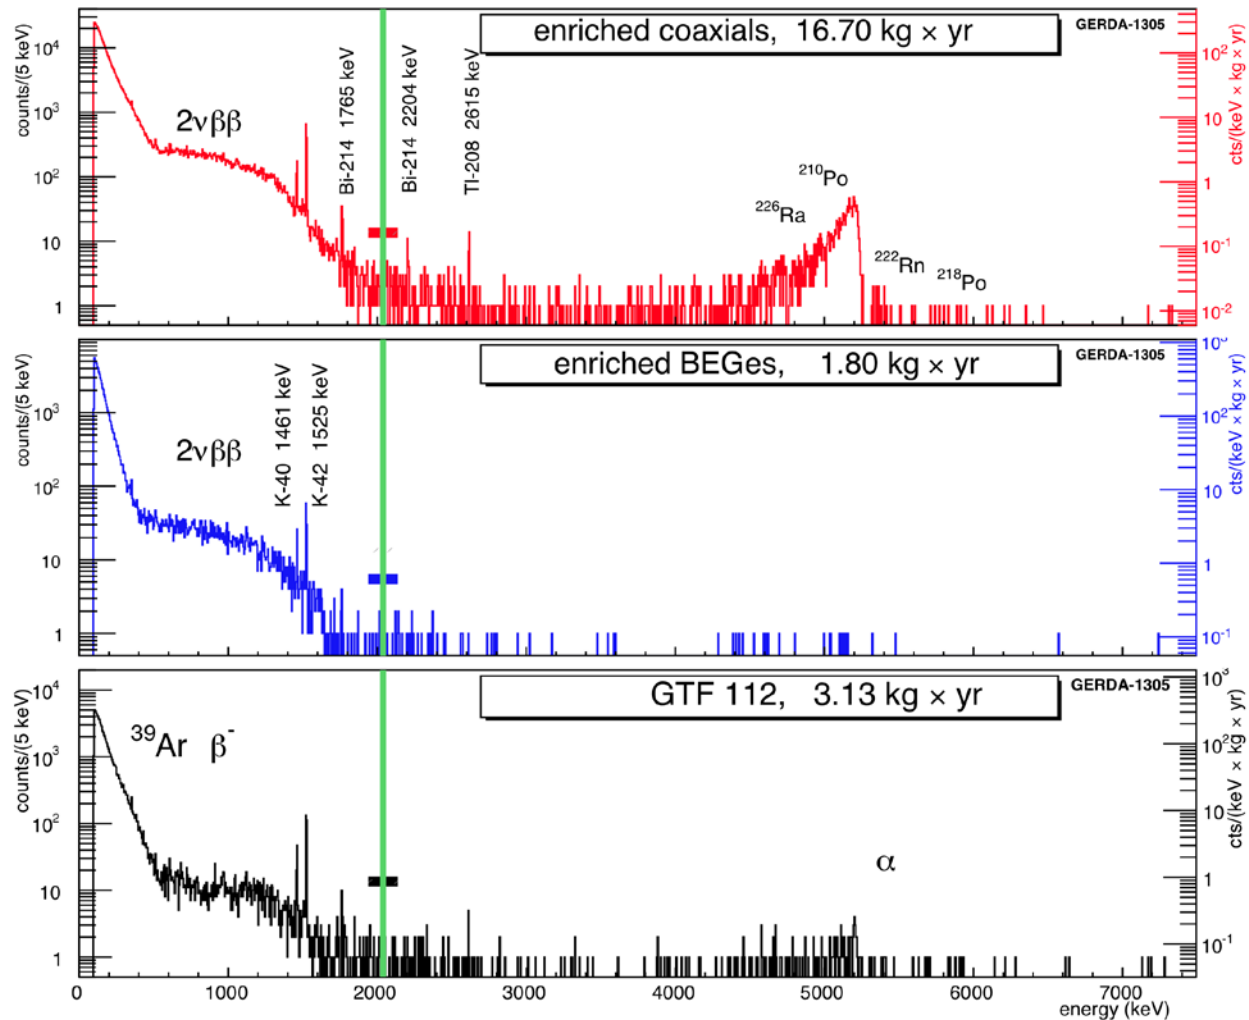 enriched coaxials, 16.70 kg × yr
GERDA-1305
counts/(5 keV)
10⁴
10³
10²
10
1
2νββ
Bi-214 1765 keV
Bi-214 2204 keV
Tl-208 2615 keV
²¹⁰Po
²²⁶Ra
²²²Rn
²¹⁸Po
10²
10
1
10⁻¹
10⁻²
cts/(keV × kg × yr)
enriched BEGes, 1.80 kg × yr
GERDA-1305
counts/(5 keV)
10³
10²
10
1
2νββ
K-40 1461 keV
K-42 1525 keV
10³
10²
10
1
10⁻¹
cts/(keV × kg × yr)
GTF 112, 3.13 kg × yr
GERDA-1305
counts/(5 keV)
10⁴
10³
10²
10
1
³⁹Ar β⁻
α
10³
10²
10
1
10⁻¹
cts/(keV × kg × yr)
0 1000 2000 3000 4000 5000 6000 7000
energy (keV)